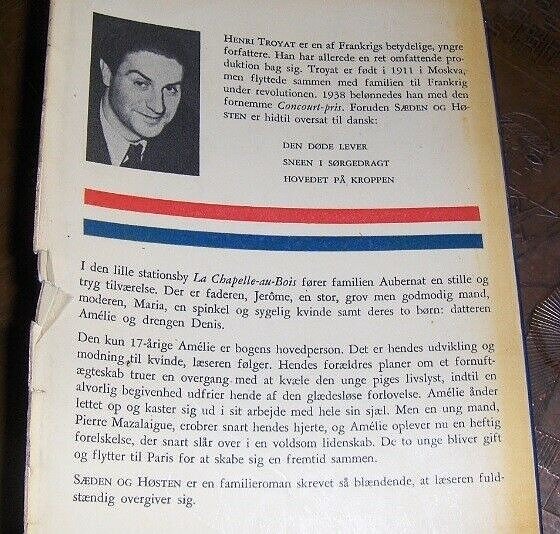 HENRI TROYAT er en af Frankrigs betydelige, yngre
forfattere. Han har allerede en ret omfattende pro-
duktion bag sig. Troyat er født i 1911 i Moskva,
men flyttede sammen med familien til Frankrig
under revolutionen. 1938 belønnedes han med den
fornemme Concourt-pris. Foruden SÆDEN OG HØ-
STEN er hidtil oversat til dansk:
DEN DØDE LEVER
SNEEN I SØRGEDRAGT
HOVEDET PÅ KROPPEN
I den lille stationsby La Chapelle-au-Bois fører familien Aubernat en stille og
tryg tilværelse. Der er faderen, Jerôme, en stor, grov men godmodig mand,
moderen, Maria, en spinkel og sygelig kvinde samt deres to børn: datteren
Amélie og drengen Denis.
Den kun 17-årige Amélie er bogens hovedperson. Det er hendes udvikling og
modning til kvinde, læseren følger. Hendes forældres planer om et fornuft-
ægteskab truer en overgang med at kvæle den unge piges livslyst, indtil en
alvorlig begivenhed udfrier hende af den glædesløse forlovelse. Amélie ånder
lettet op og kaster sig ud i sit arbejde med hele sin sjæl. Men en ung mand,
Pierre Mazalaigue, erobrer snart hendes hjerte, og Amélie oplever nu en heftig
forelskelse, der snart slår over i en voldsom lidenskab. De to unge bliver gift
og flytter til Paris for at skabe sig en fremtid sammen.
SÆDEN OG HØSTEN er en familieroman skrevet så blændende, at læseren fuld-
stændig overgiver sig.